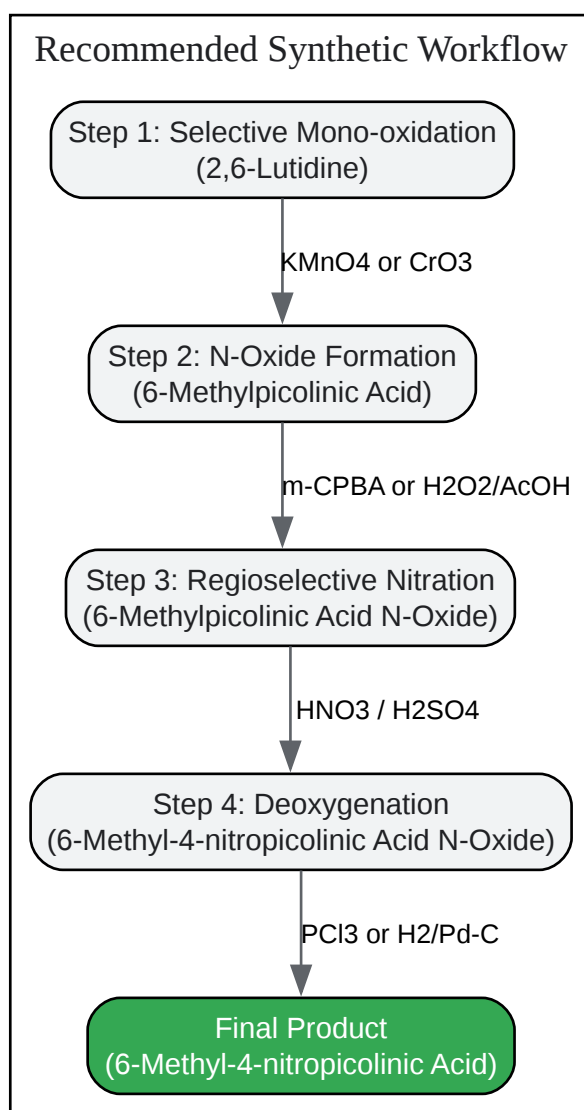 Recommended Synthetic Workflow
Step 1: Selective Mono-oxidation
(2,6-Lutidine)
KMnO4 or CrO3
Step 2: N-Oxide Formation
(6-Methylpicolinic Acid)
m-CPBA or H2O2/AcOH
Step 3: Regioselective Nitration
(6-Methylpicolinic Acid N-Oxide)
HNO3 / H2SO4
Step 4: Deoxygenation
(6-Methyl-4-nitropicolinic Acid N-Oxide)
PCl3 or H2/Pd-C
Final Product
(6-Methyl-4-nitropicolinic Acid)